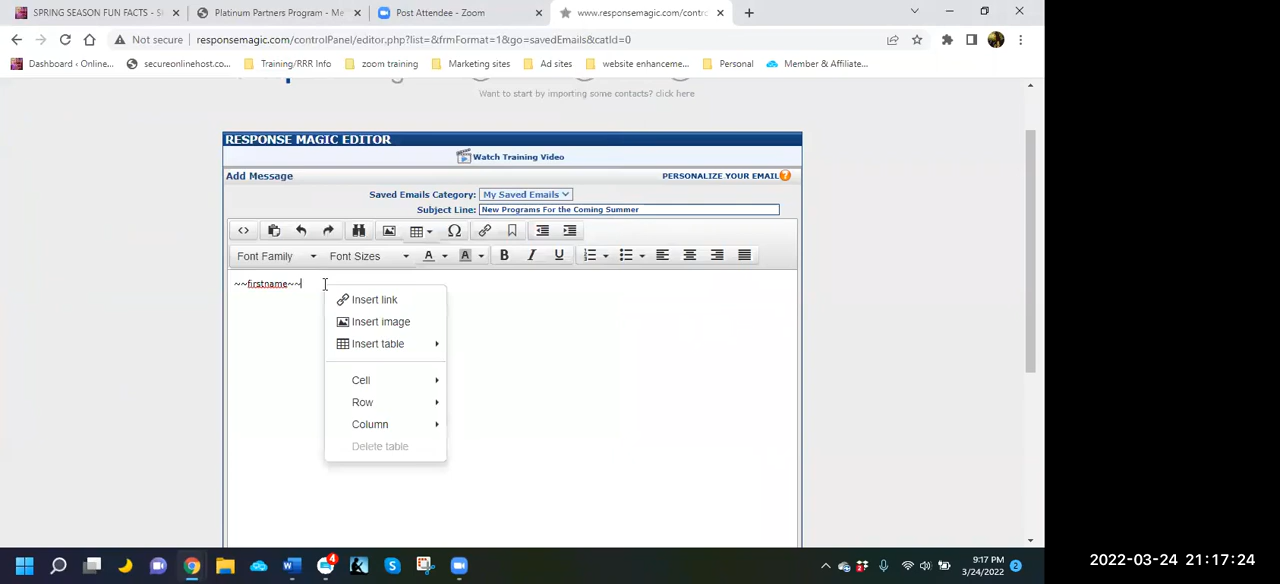 SPRING SEASON FUN FACTS - S
Platinum Partners Program - Me
Post Attendee - Zoom
www.responsemagic.com/contro
Not secure
responsemagic.com/controlPanel/editor.php?list=&frmFormat=1&go=savedEmails&catId=0
Dashboard ‹ Online...
secureonlinehost.co...
Training/RRR Info
zoom training
Marketing sites
Ad sites
website enhanceme...
Personal
Member & Affiliate...
Want to start by importing some contacts? click here
RESPONSE MAGIC EDITOR
Watch Training Video
Add Message
PERSONALIZE YOUR EMAIL
Saved Emails Category: My Saved Emails
Subject Line: New Programs For the Coming Summer
Font Family
Font Sizes
A A B I U
~~firstname~~
Insert link
Insert image
Insert table
Cell
Row
Column
Delete table
4
9:17 PM
3/24/2022
2
2022-03-24 21:17:24